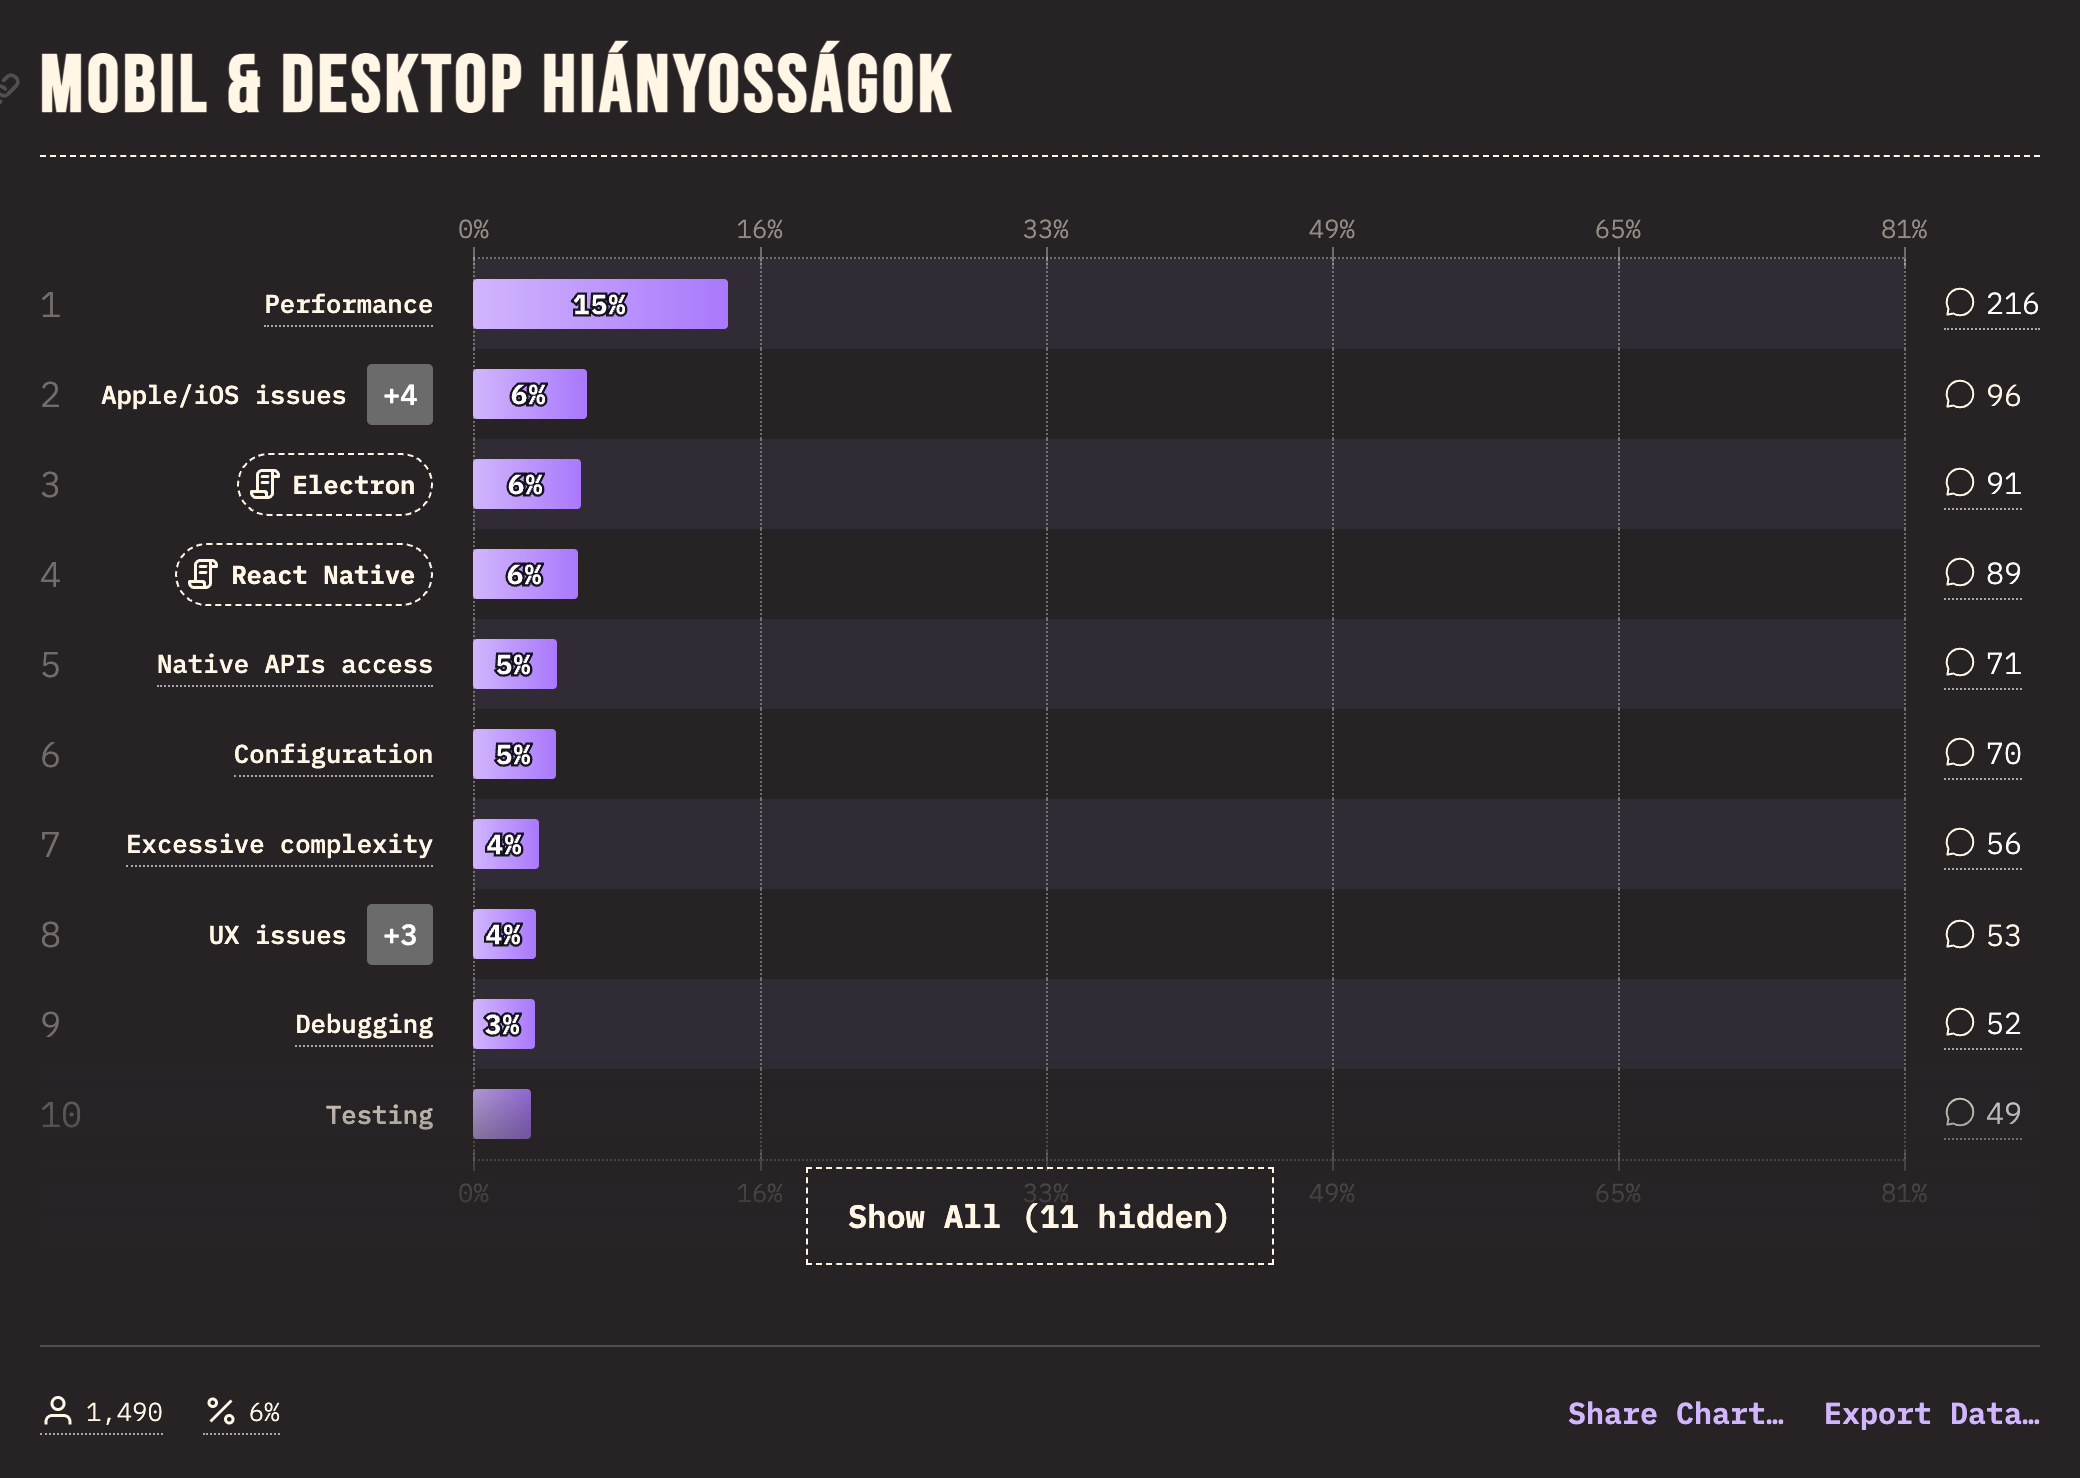 MOBIL & DESKTOP HIÁNYOSSÁGOK
0% 16% 33% 49% 65% 81%
1 Performance 15% 216
2 Apple/iOS issues +4 6% 96
3 Electron 6% 91
4 React Native 6% 89
5 Native APIs access 5% 71
6 Configuration 5% 70
7 Excessive complexity 4% 56
8 UX issues +3 4% 53
9 Debugging 3% 52
10 Testing 49
0% 16% 33% 49% 65% 81%
Show All (11 hidden)
1,490 6% Share Chart… Export Data…